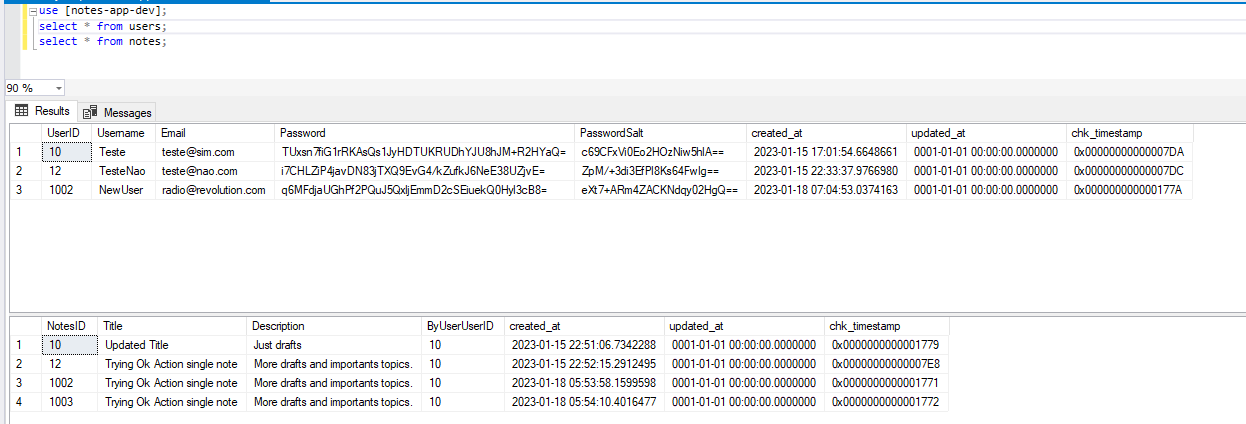 use [notes-app-dev];
select * from users;
select * from notes;
90 %
Results Messages
UserID Username Email Password PasswordSalt created_at updated_at chk_timestamp
1 10 Teste teste@sim.com TUxsn7fiG1rRKAsQs1JyHDTUKRUDhYJU8hJM+R2HYaQ= c69CFxVi0Eo2HOzNiw5hIA== 2023-01-15 17:01:54.6648661 0001-01-01 00:00:00.0000000 0x00000000000007DA
2 12 TesteNao teste@nao.com i7CHLZiP4javDN83jTXQ9EvG4/kZufkJ6NeE38UZjvE= ZpM/+3di3EfPI8Ks64FwIg== 2023-01-15 22:33:37.9766980 0001-01-01 00:00:00.0000000 0x00000000000007DC
3 1002 NewUser radio@revolution.com q6MFdjaUGhPf2PQuJ5QxljEmmD2cSEiuekQ0Hyl3cB8= eXt7+ARm4ZACKNdqy02HgQ== 2023-01-18 07:04:53.0374163 0001-01-01 00:00:00.0000000 0x000000000000177A
NotesID Title Description ByUserUserID created_at updated_at chk_timestamp
1 10 Updated Title Just drafts 10 2023-01-15 22:51:06.7342288 0001-01-01 00:00:00.0000000 0x0000000000001779
2 12 Trying Ok Action single note More drafts and importants topics. 10 2023-01-15 22:52:15.2912495 0001-01-01 00:00:00.0000000 0x00000000000007E8
3 1002 Trying Ok Action single note More drafts and importants topics. 10 2023-01-18 05:53:58.1599598 0001-01-01 00:00:00.0000000 0x0000000000001771
4 1003 Trying Ok Action single note More drafts and importants topics. 10 2023-01-18 05:54:10.4016477 0001-01-01 00:00:00.0000000 0x0000000000001772